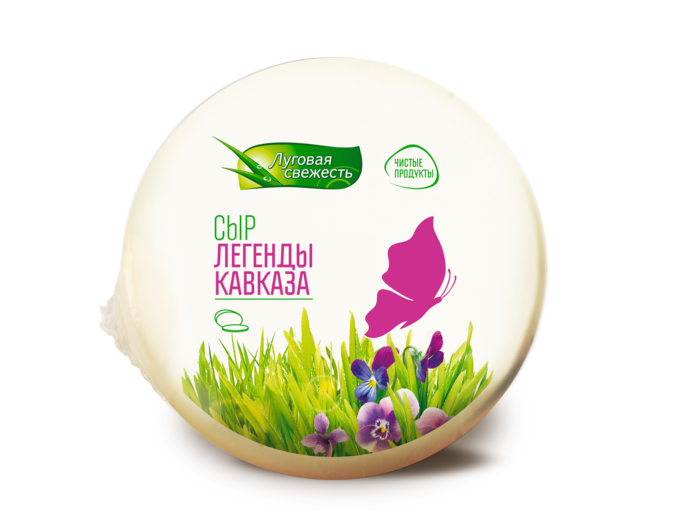 Луговая
свежесть
ЧИСТЫЕ
ПРОДУКТЫ
СЫР
ЛЕГЕНДЫ
КАВКАЗА